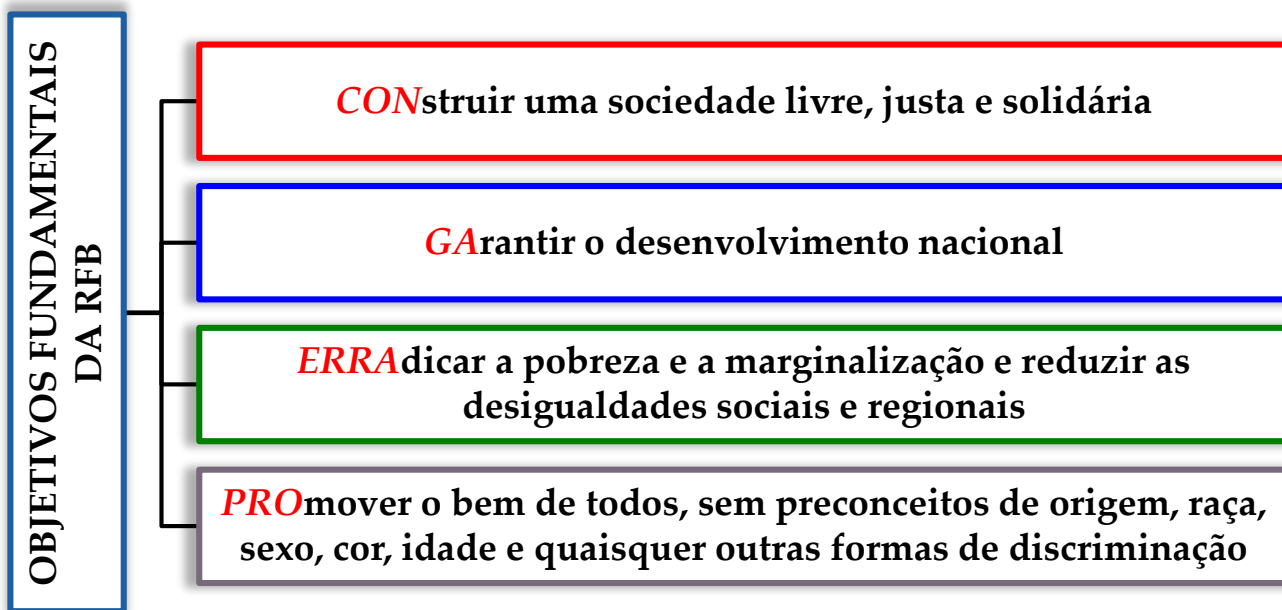 OBJETIVOS FUNDAMENTAIS
DA RFB
CONstruir uma sociedade livre, justa e solidária
GArantir o desenvolvimento nacional
ERRAdicar a pobreza e a marginalização e reduzir as
desigualdades sociais e regionais
PROmover o bem de todos, sem preconceitos de origem, raça,
sexo, cor, idade e quaisquer outras formas de discriminação